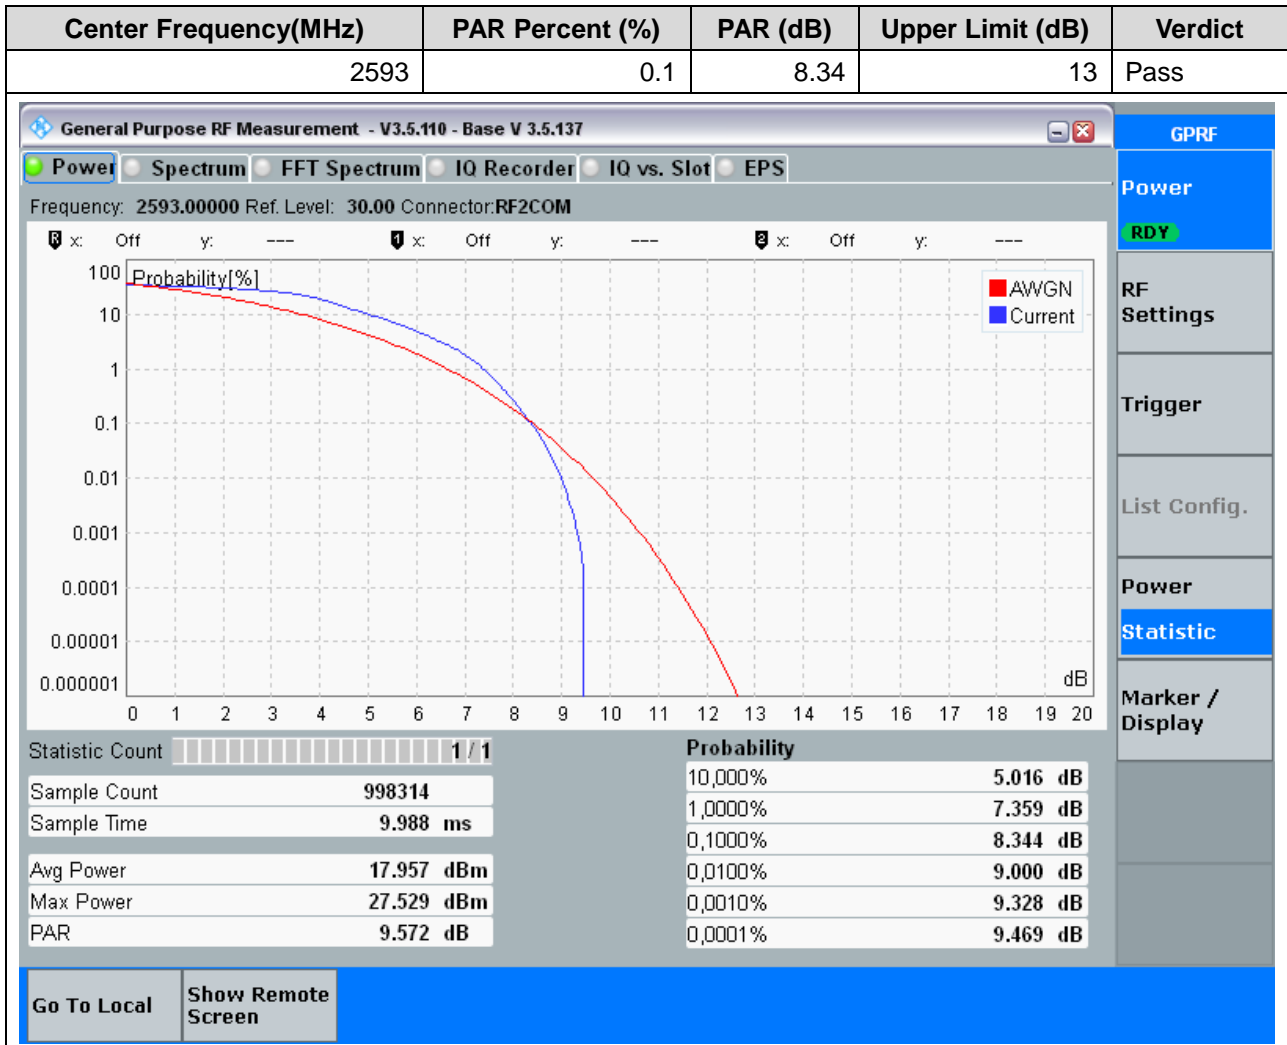 Center Frequency(MHz) PAR Percent (%) PAR (dB) Upper Limit (dB) Verdict
2593 0.1 8.34 13 Pass
General Purpose RF Measurement - V3.5.110 - Base V 3.5.137
GPRF
Power Spectrum FFT Spectrum IQ Recorder IQ vs. Slot EPS
Power
RDY
Frequency: 2593.00000 Ref. Level: 30.00 Connector:RF2COM
R x: Off y: --- 1 x: Off y: --- 2 x: Off y: ---
Probability[%]
AWGN
Current
100
10
1
0.1
0.01
0.001
0.0001
0.00001
0.000001
dB
0 1 2 3 4 5 6 7 8 9 10 11 12 13 14 15 16 17 18 19 20
RF
Settings
Trigger
List Config.
Power
Statistic
Marker /
Display
Statistic Count 1 / 1
Sample Count 998314
Sample Time 9.988 ms
Avg Power 17.957 dBm
Max Power 27.529 dBm
PAR 9.572 dB
Probability
10,000% 5.016 dB
1,0000% 7.359 dB
0,1000% 8.344 dB
0,0100% 9.000 dB
0,0010% 9.328 dB
0,0001% 9.469 dB
Go To Local
Show Remote
Screen